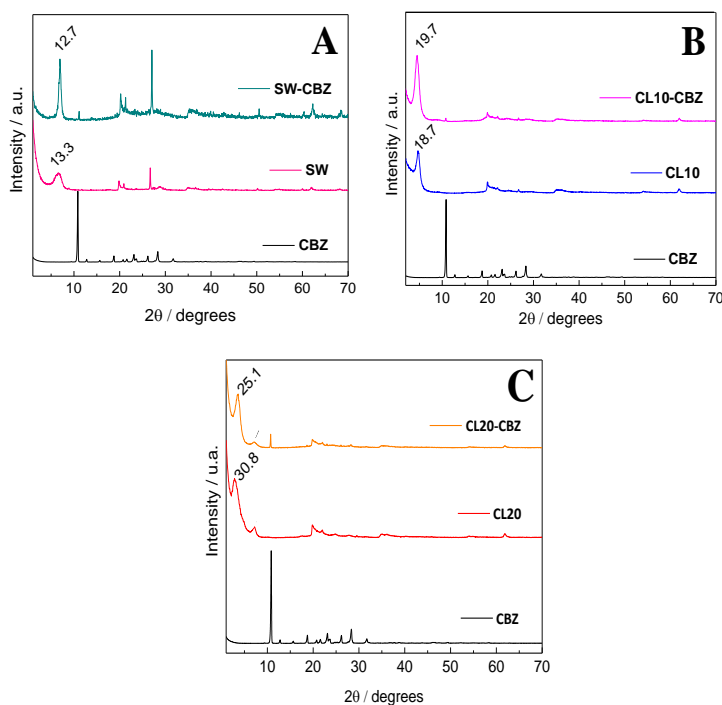 A
12.7
SW-CBZ
13.3
SW
CBZ
Intensity / a.u.
10 20 30 40 50 60 70
2θ / degrees
B
19.7
CL10-CBZ
18.7
CL10
CBZ
Intensity / a.u.
10 20 30 40 50 60 70
2θ / degrees
C
25.1
CL20-CBZ
30.8
CL20
CBZ
Intensity / u.a.
10 20 30 40 50 60 70
2θ / degrees